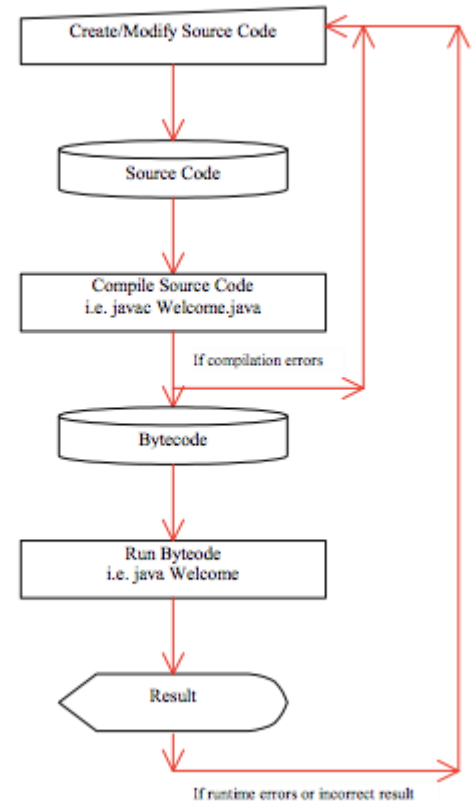 Create/Modify Source Code
Source Code
Compile Source Code
i.e. javac Welcome.java
If compilation errors
Bytecode
Run Byteode
i.e. java Welcome
Result
If runtime errors or incorrect result